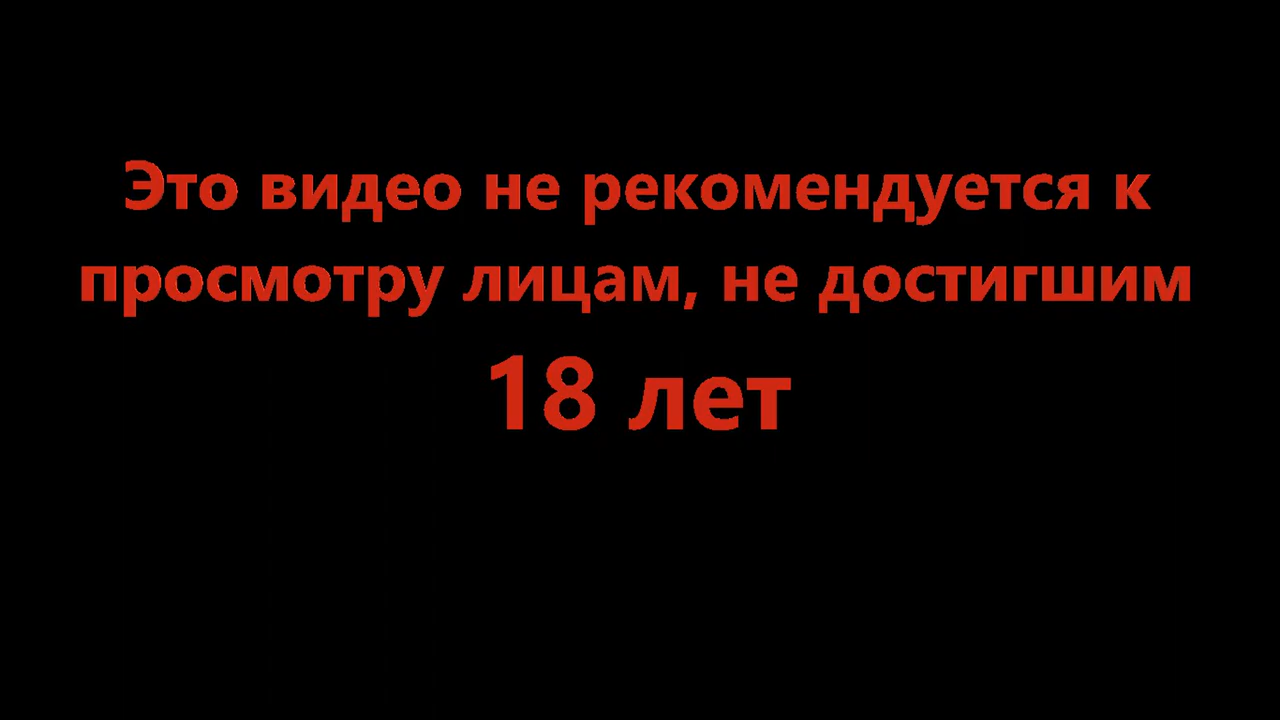 Это видео не рекомендуется к
просмотру лицам, не достигшим
18 лет